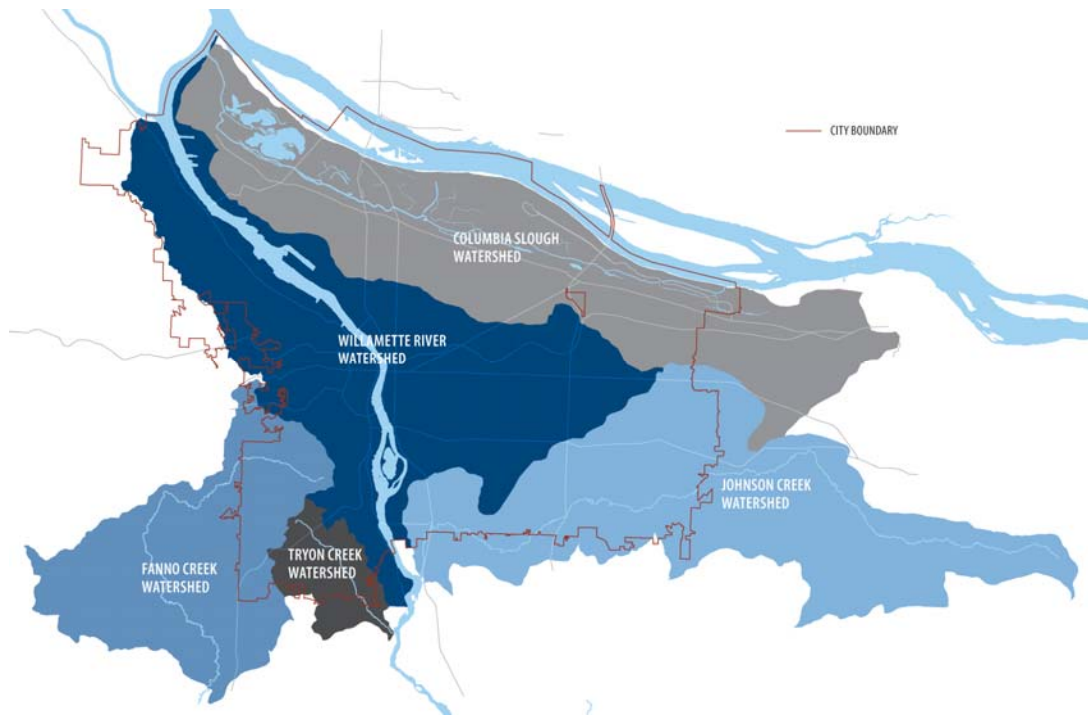 CITY BOUNDARY
COLUMBIA SLOUGH
WATERSHED
WILLAMETTE RIVER
WATERSHED
JOHNSON CREEK
WATERSHED
TRYON CREEK
WATERSHED
FANNO CREEK
WATERSHED